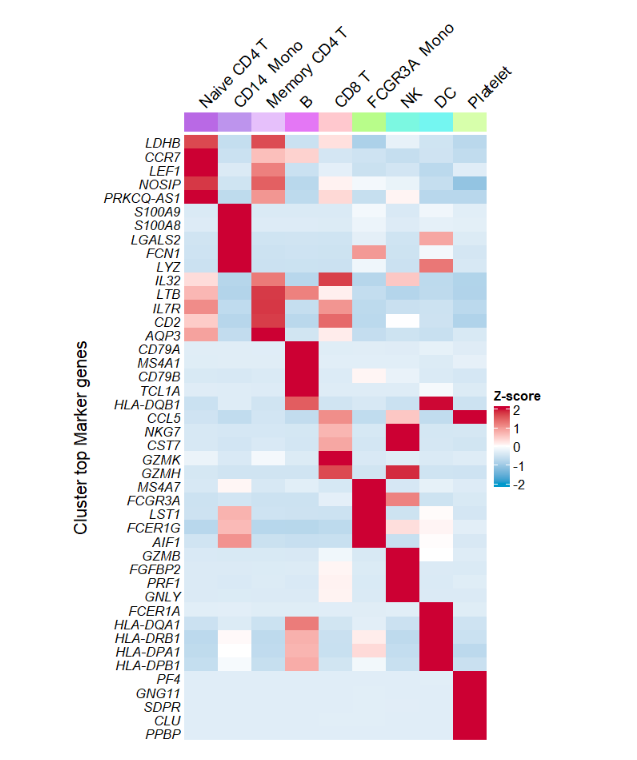 Naive CD4 T
CD14 Mono
Memory CD4 T
B
CD8 T
FCGR3A Mono
NK
DC
Platelet
Cluster top Marker genes
LDHB
CCR7
LEF1
NOSIP
PRKCQ-AS1
S100A9
S100A8
LGALS2
FCN1
LYZ
IL32
LTB
IL7R
CD2
AQP3
CD79A
MS4A1
CD79B
TCL1A
HLA-DQB1
CCL5
NKG7
CST7
GZMK
GZMH
MS4A7
FCGR3A
LST1
FCER1G
AIF1
GZMB
FGFBP2
PRF1
GNLY
FCER1A
HLA-DQA1
HLA-DRB1
HLA-DPA1
HLA-DPB1
PF4
GNG11
SDPR
CLU
PPBP
Z-score
2
1
0
-1
-2